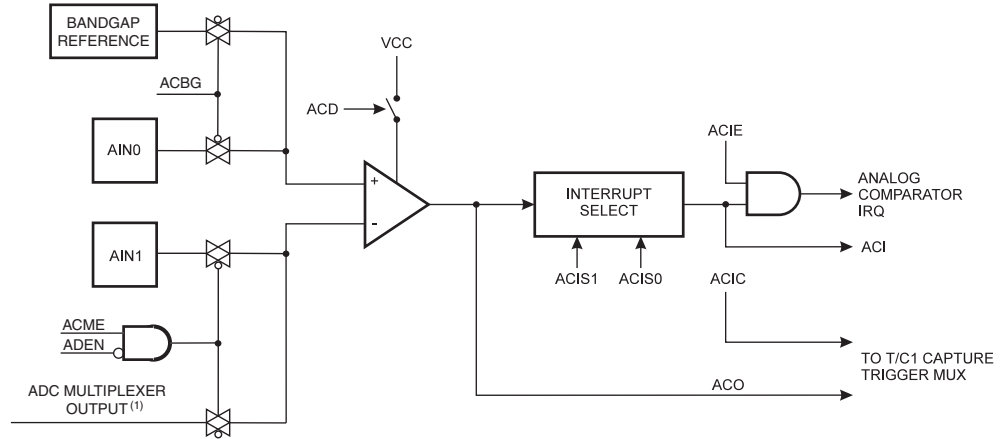 BANDGAP
REFERENCE
VCC
ACBG
ACD
AIN0
ACIE
+
INTERRUPT
SELECT
ANALOG
COMPARATOR
IRQ
-
AIN1
ACI
ACIS1
ACIS0
ACIC
ACME
ADEN
TO T/C1 CAPTURE
TRIGGER MUX
ADC MULTIPLEXER
OUTPUT (1)
ACO